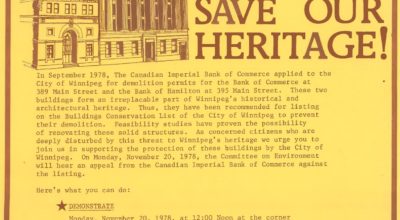 SAVE OUR
HERITAGE!
In September 1978, The Canadian Imperial Bank of Commerce applied to the
City of Winnipeg for demolition permits for the Bank of Commerce at
389 Main Street and the Bank of Hamilton at 395 Main Street. These two
buildings form an irreplacable part of Winnipeg's historical and
architectural heritage. Thus, they have been recommended for listing
on the Buildings Conservation List of the City of Winnipeg to prevent
their demolition. Feasibility studies have proven the possibility
of renovating these solid structures. As concerned citizens who are
deeply disturbed by this threat to Winnipeg's heritage we urge you to
join us in supporting the protection of these buildings by the City of
Winnipeg. On Monday, November 20, 1978, the Committee on Environment
will hear an appeal from the Canadian Imperial Bank of Commerce against
the listing.
Here's what you can do:
DEMONSTRATE
Monday, November 20, 1978, at 12:00 Noon at the corner